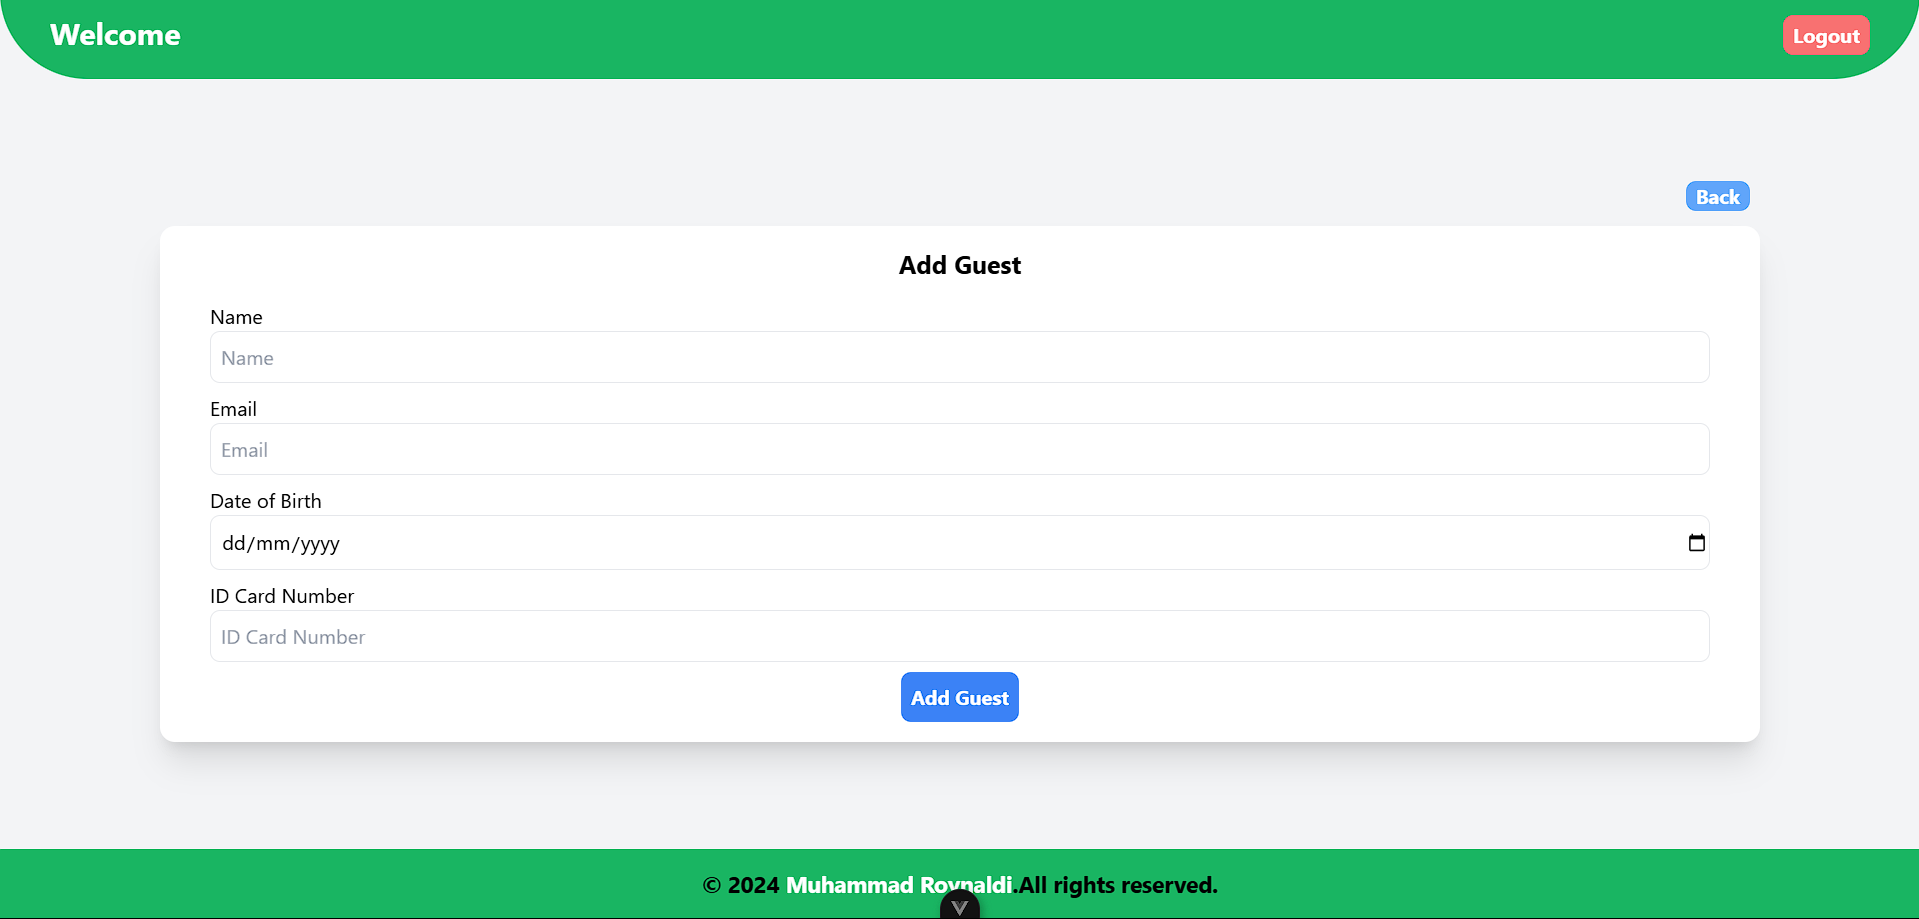 Welcome
Logout
Back
Add Guest
Name
Name
Email
Email
Date of Birth
dd/mm/yyyy
ID Card Number
ID Card Number
Add Guest
© 2024 Muhammad Roynaldi.All rights reserved.